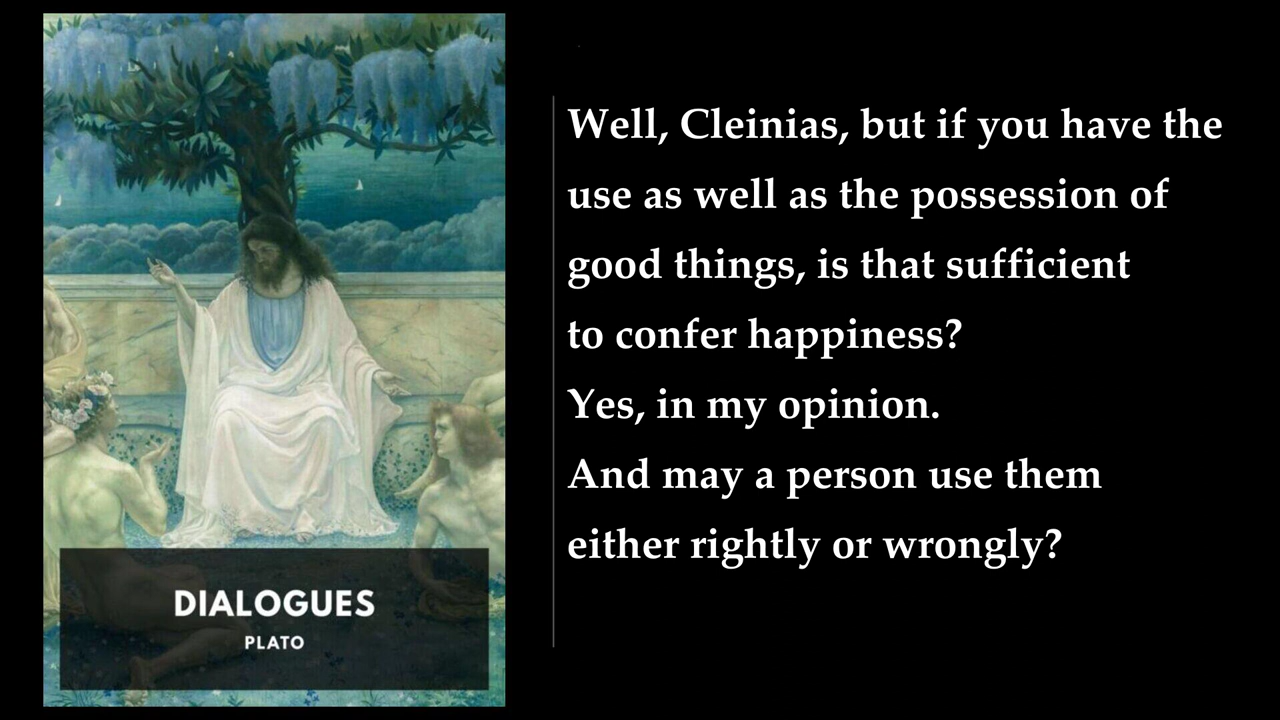 Well, Cleinias, but if you have the
use as well as the possession of
good things, is that sufficient
to confer happiness?
Yes, in my opinion.
And may a person use them
either rightly or wrongly?
DIALOGUES
PLATO